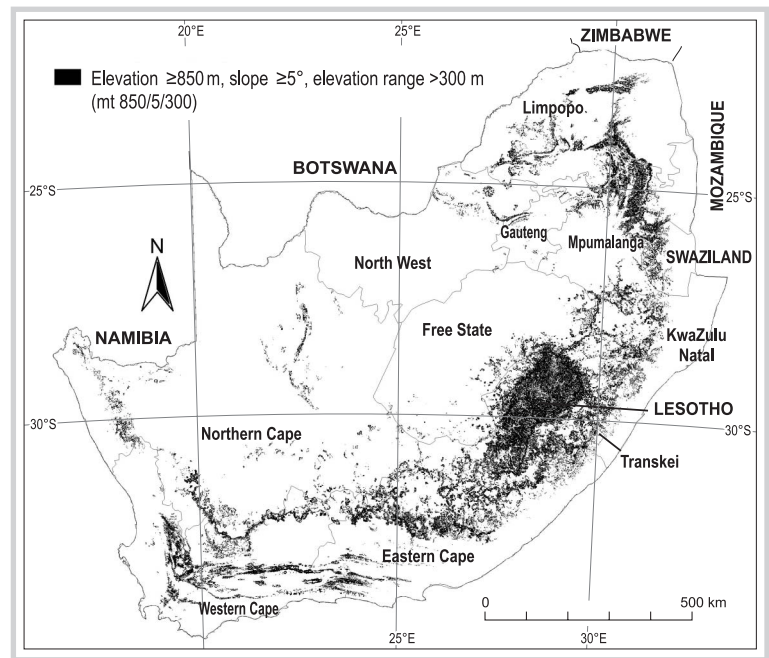 ZIMBABWE
20°E
25°E
30°E
Elevation ≥850 m, slope ≥5°, elevation range >300 m
(mt 850/5/300)
Limpopo
MOZAMBIQUE
BOTSWANA
25°S
25°S
N
Gauteng
Mpumalanga
North West
SWAZILAND
NAMIBIA
Free State
KwaZulu
Natal
LESOTHO
30°S
30°S
Northern Cape
Transkei
Eastern Cape
Western Cape
0
500 km
20°E
25°E
30°E